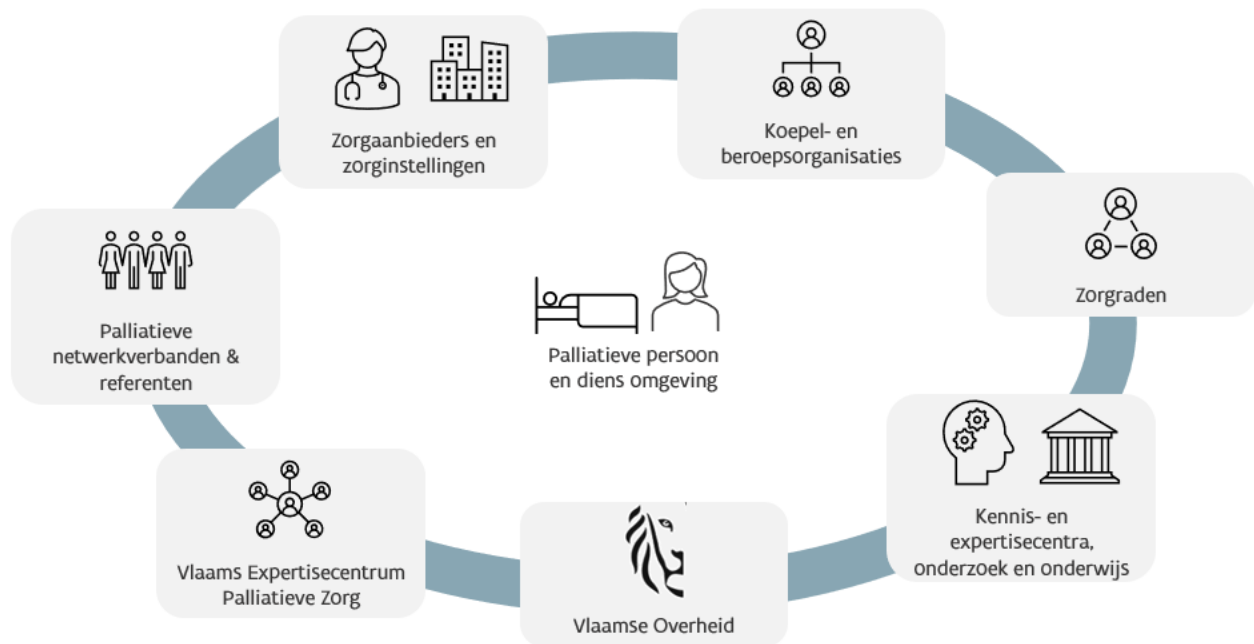 Zorgaanbieders en
zorginstellingen
Koepel- en
beroepsorganisaties
Zorgraden
Palliatieve
netwerkverbanden &
referenten
Palliatieve persoon
en diens omgeving
Kennis- en
expertisecentra,
onderzoek en onderwijs
Vlaams Expertisecentrum
Palliatieve Zorg
Vlaamse Overheid